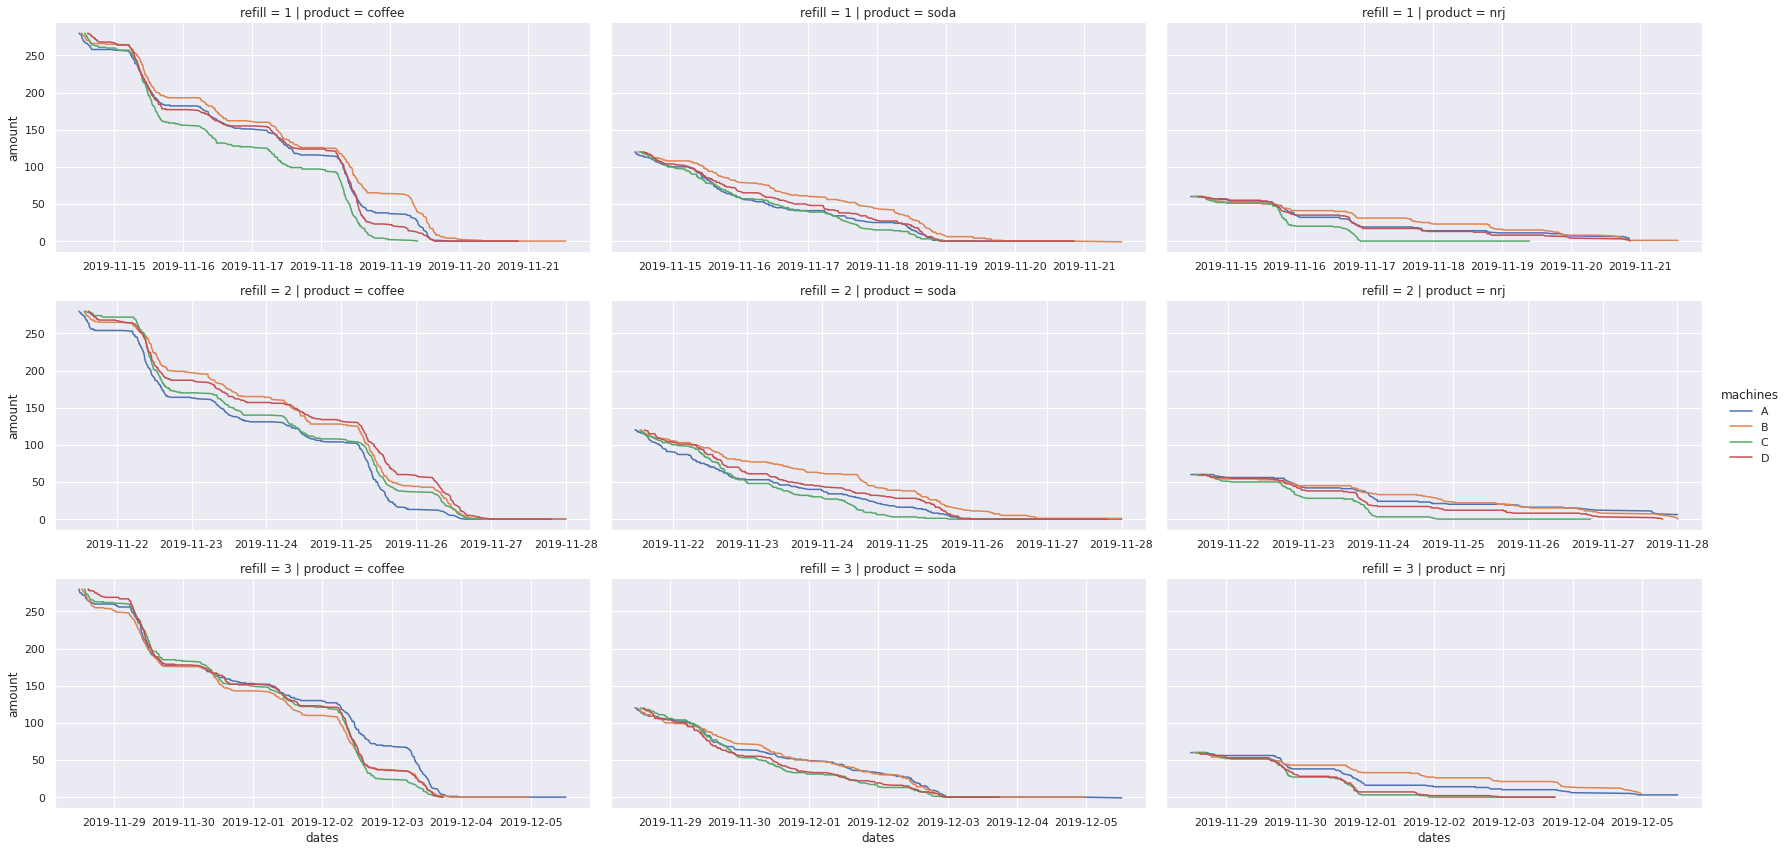 refill = 1 | product = coffee
refill = 1 | product = soda
refill = 1 | product = nrj
amount
250
200
150
100
50
0
2019-11-15 2019-11-16 2019-11-17 2019-11-18 2019-11-19 2019-11-20 2019-11-21
2019-11-15 2019-11-16 2019-11-17 2019-11-18 2019-11-19 2019-11-20 2019-11-21
2019-11-15 2019-11-16 2019-11-17 2019-11-18 2019-11-19 2019-11-20 2019-11-21
refill = 2 | product = coffee
refill = 2 | product = soda
refill = 2 | product = nrj
amount
250
200
150
100
50
0
2019-11-22 2019-11-23 2019-11-24 2019-11-25 2019-11-26 2019-11-27 2019-11-28
2019-11-22 2019-11-23 2019-11-24 2019-11-25 2019-11-26 2019-11-27 2019-11-28
2019-11-22 2019-11-23 2019-11-24 2019-11-25 2019-11-26 2019-11-27 2019-11-28
machines
A
B
C
D
refill = 3 | product = coffee
refill = 3 | product = soda
refill = 3 | product = nrj
amount
250
200
150
100
50
0
2019-11-29 2019-11-30 2019-12-01 2019-12-02 2019-12-03 2019-12-04 2019-12-05
2019-11-29 2019-11-30 2019-12-01 2019-12-02 2019-12-03 2019-12-04 2019-12-05
2019-11-29 2019-11-30 2019-12-01 2019-12-02 2019-12-03 2019-12-04 2019-12-05
dates
dates
dates